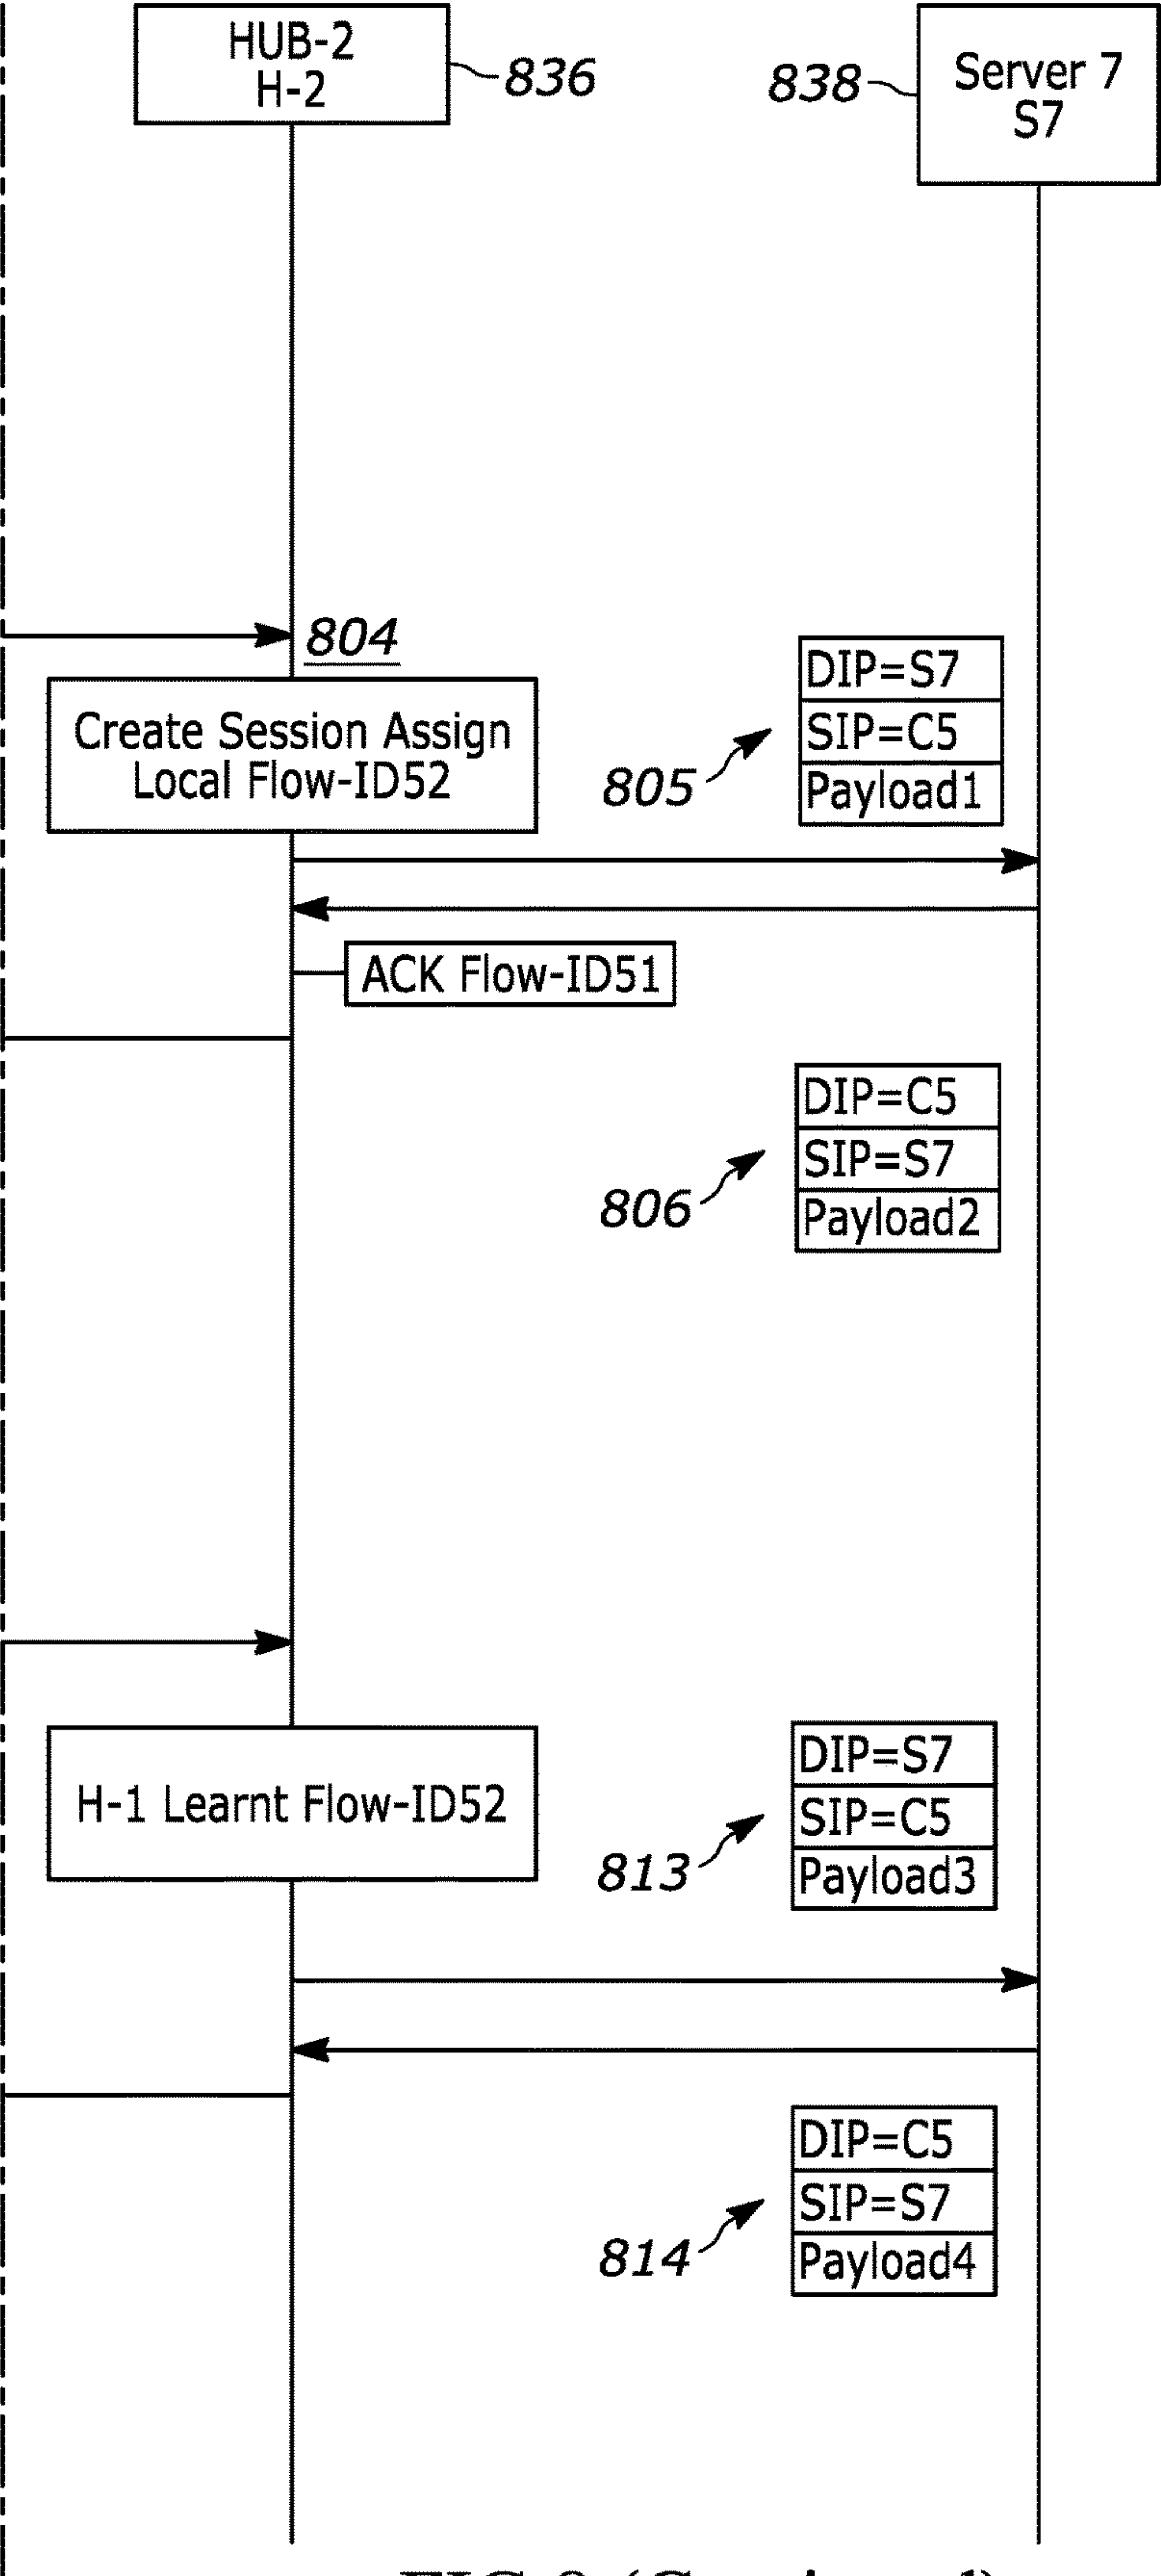 HUB-2
H-2
836
838
Server 7
S7
804
Create Session Assign
Local Flow-ID52
805
DIP=S7
SIP=C5
Payload1
ACK Flow-ID51
806
DIP=C5
SIP=S7
Payload2
H-1 Learnt Flow-ID52
813
DIP=S7
SIP=C5
Payload3
814
DIP=C5
SIP=S7
Payload4